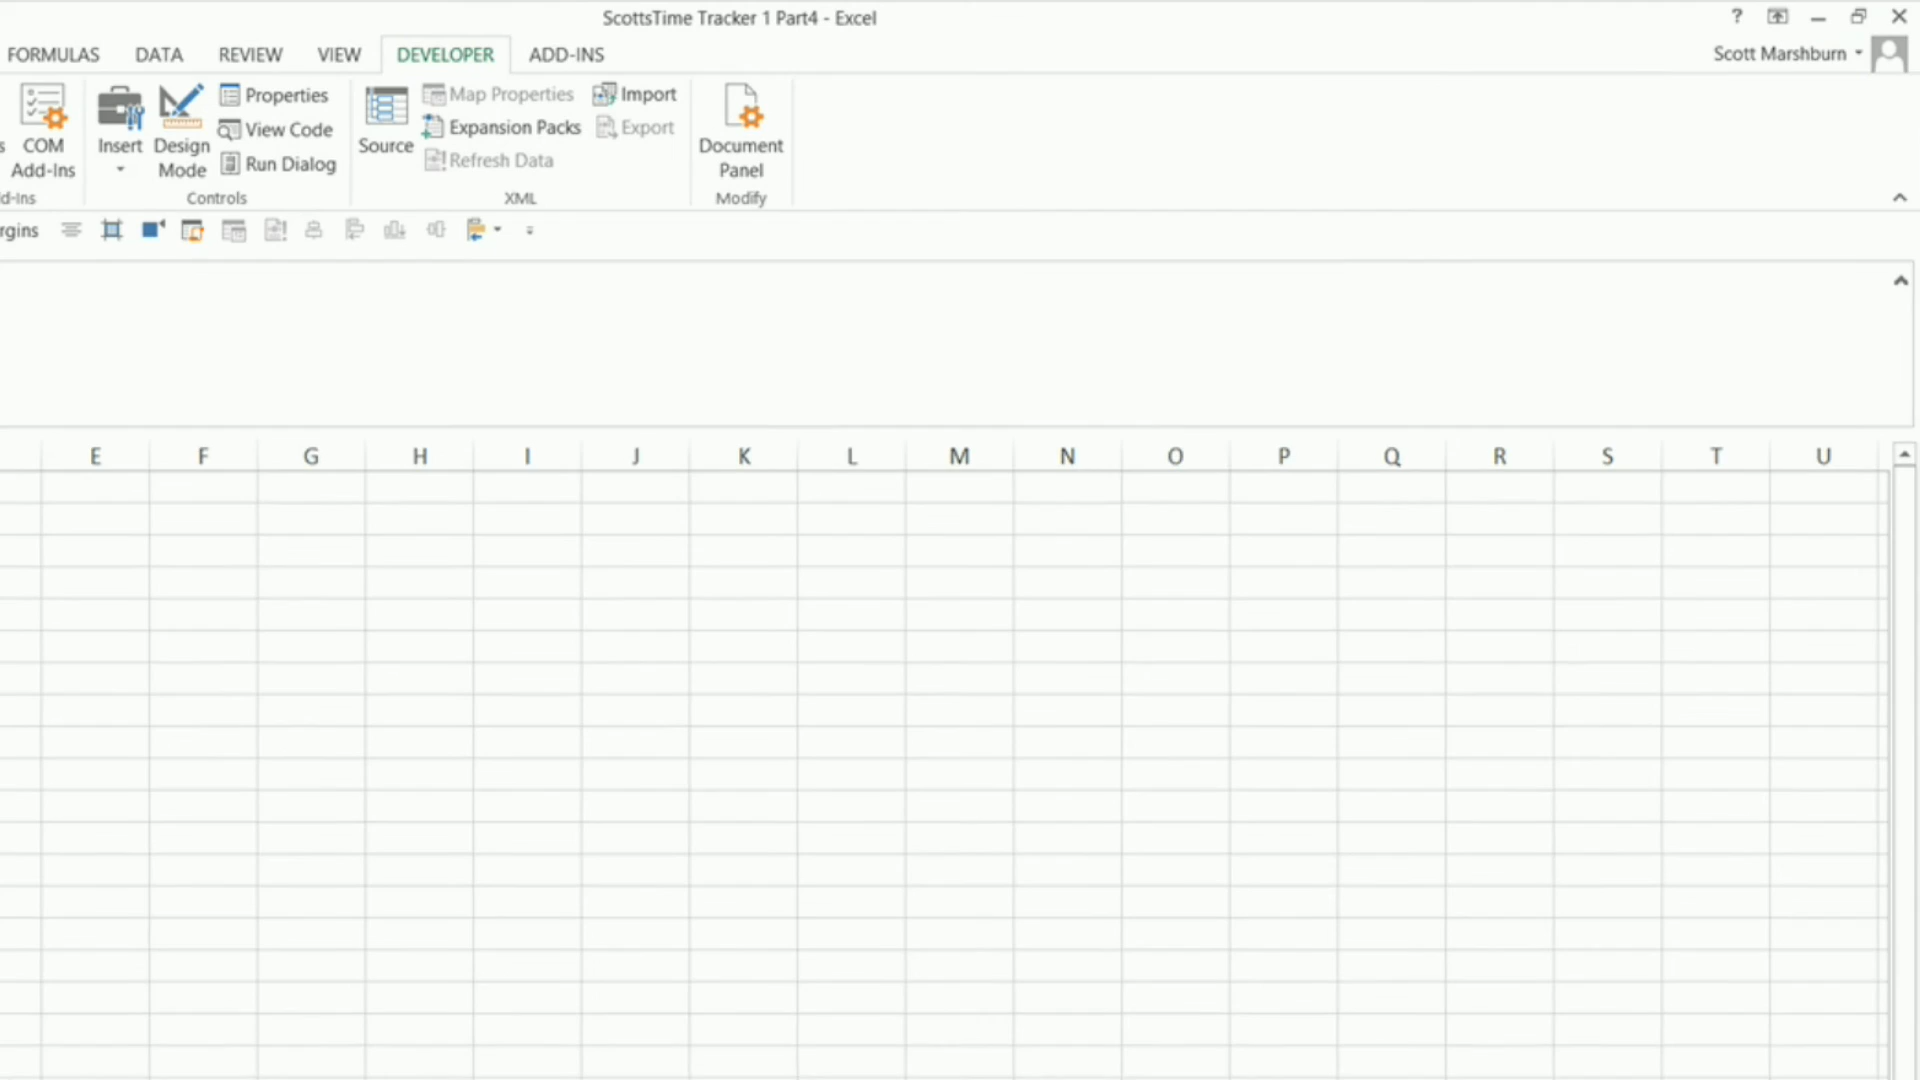 ScottsTime Tracker 1 Part4 - Excel
?
FORMULAS DATA REVIEW VIEW DEVELOPER ADD-INS
Scott Marshburn
s COM Add-Ins
Insert
Design Mode
Properties
View Code
Run Dialog
Source
Map Properties
Expansion Packs
Refresh Data
Import
Export
Document Panel
d-Ins Controls XML Modify
rgins
E F G H I J K L M N O P Q R S T U